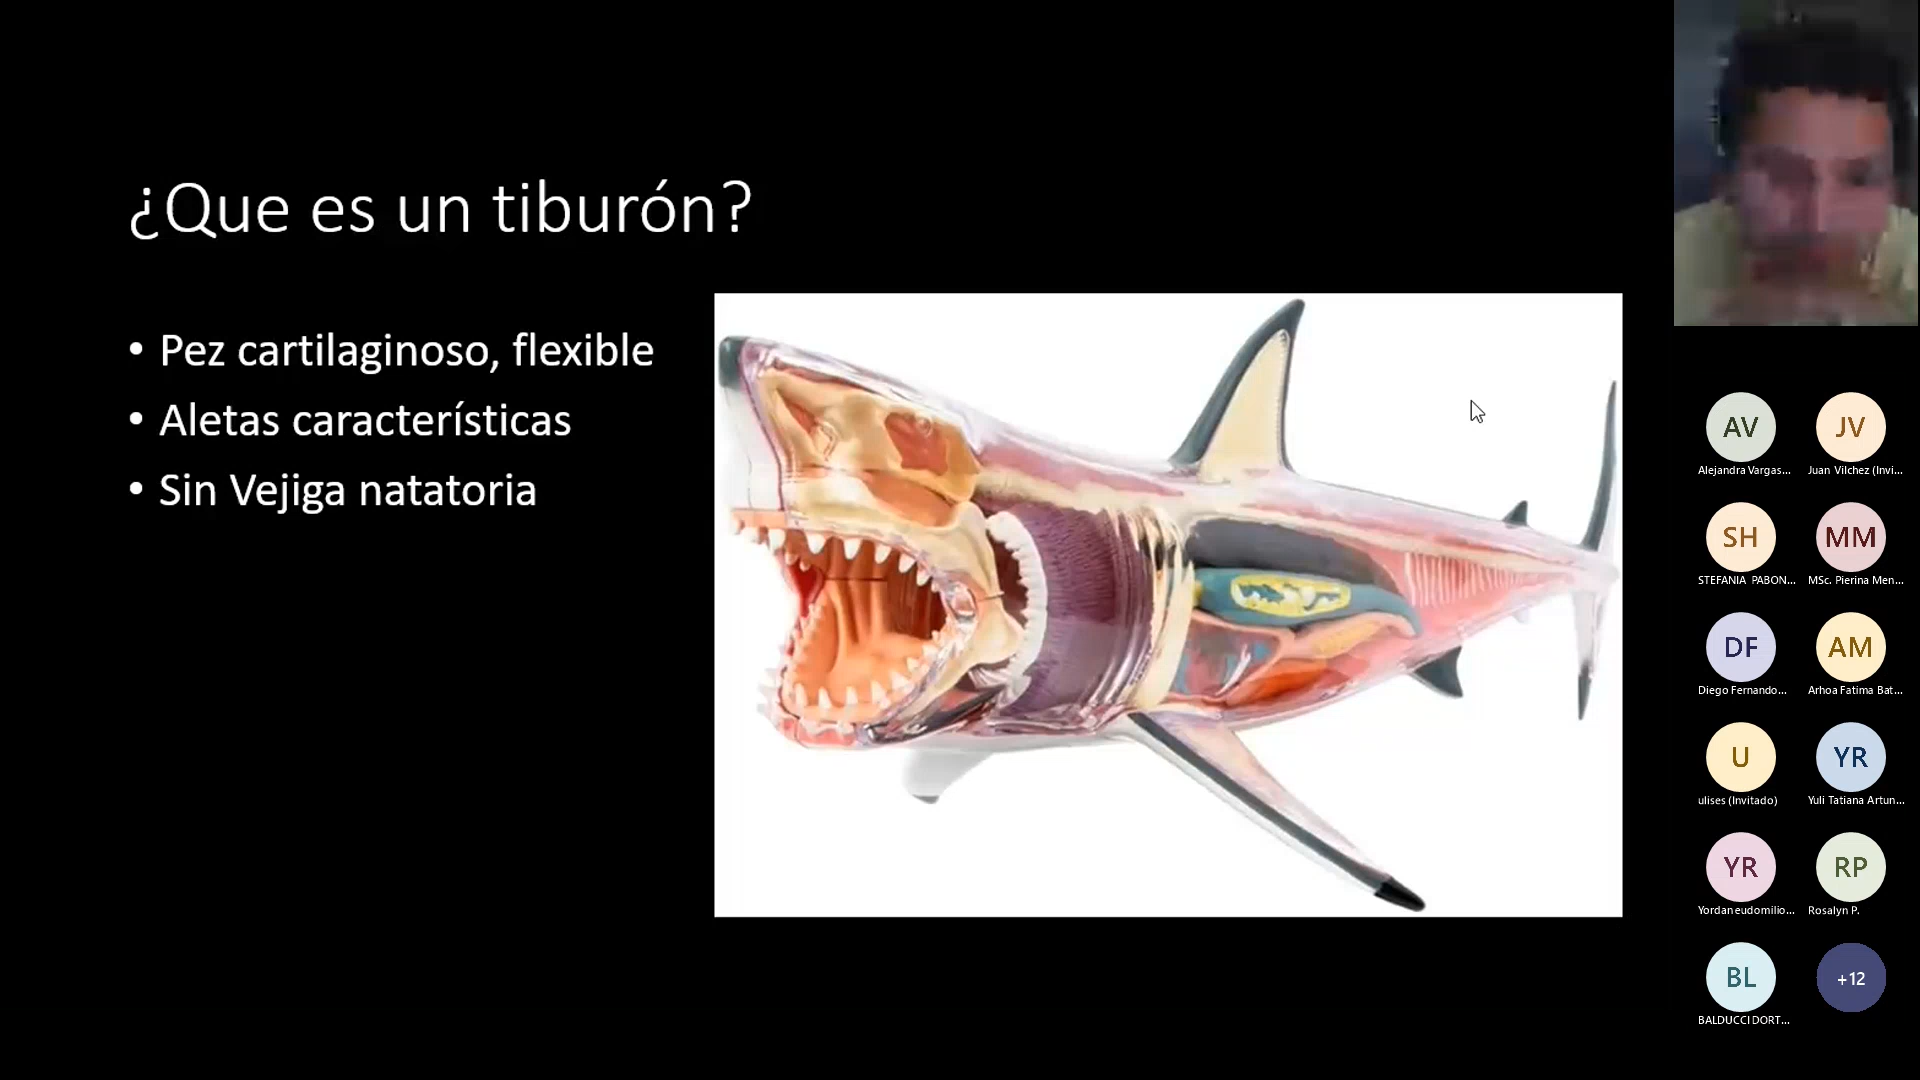 ¿Que es un tiburón?
• Pez cartilaginoso, flexible
• Aletas características
• Sin Vejiga natatoria
AV
JV
Alejandra Vargas...
Juan Vilchez (Invi...
SH
MM
STEFANIA PABON...
MSc. Pierina Men...
DF
AM
Diego Fernando...
Arhoa Fatima Bat...
U
YR
ulises (Invitado)
Yuli Tatiana Artun...
YR
RP
Yordan eudomilio...
Rosalyn P.
BL
+12
BALDUCCI DORT...